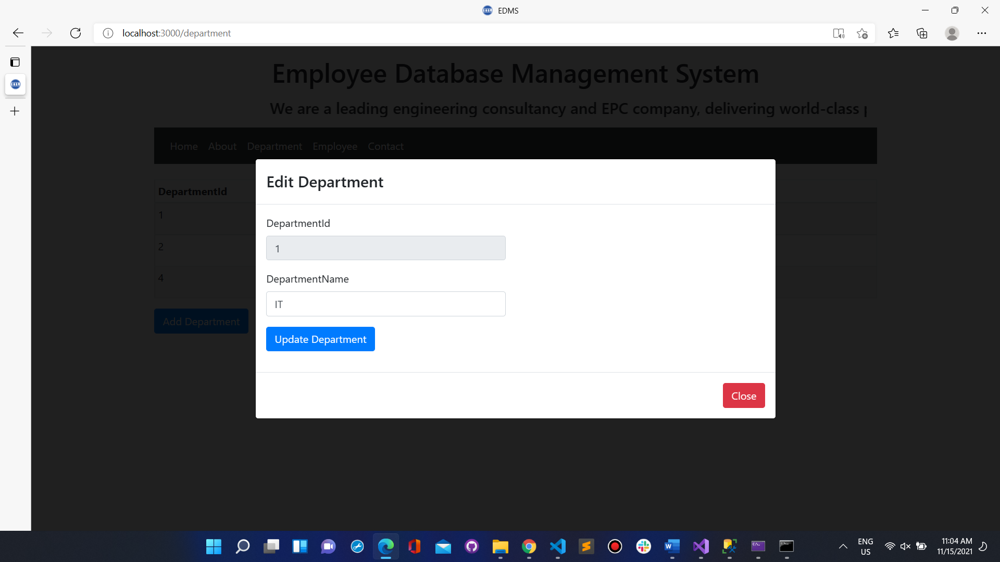 EDMS
localhost:3000/department
Employee Database Management System
We are a leading engineering consultancy and EPC company, delivering world-class
Home About Department Employee Contact
Edit Department
DepartmentId
DepartmentId
1
1
2
DepartmentName
4
IT
Add Department
Update Department
Close
ENG
US
11:04 AM
11/15/2021